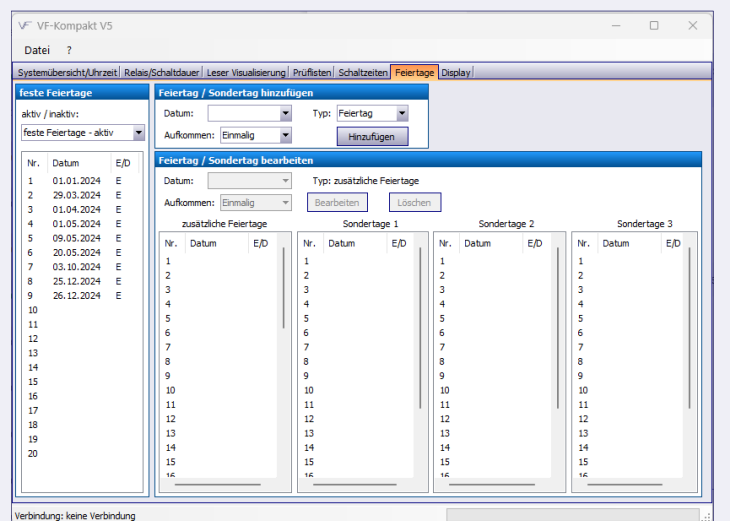 VF VF-Kompakt V5
Datei ?
Systemübersicht/Uhrzeit Relais/Schaltdauer Leser Visualisierung Prüflisten Schaltzeiten Feiertage Display
feste Feiertage
aktiv / inaktiv:
feste Feiertage - aktiv
Nr. Datum E/D
1 01.01.2024 E
2 29.03.2024 E
3 01.04.2024 E
4 01.05.2024 E
5 09.05.2024 E
6 20.05.2024 E
7 03.10.2024 E
8 25.12.2024 E
9 26.12.2024 E
10
11
12
13
14
15
16
17
18
19
20
Feiertag / Sondertag hinzufügen
Datum: Typ: Feiertag
Aufkommen: Einmalig Hinzufügen
Feiertag / Sondertag bearbeiten
Datum: Typ: zusätzliche Feiertage
Aufkommen: Einmalig Bearbeiten Löschen
zusätzliche Feiertage
Nr. Datum E/D
1
2
3
4
5
6
7
8
9
10
11
12
13
14
15
16
Sondertage 1
Nr. Datum E/D
1
2
3
4
5
6
7
8
9
10
11
12
13
14
15
16
Sondertage 2
Nr. Datum E/D
1
2
3
4
5
6
7
8
9
10
11
12
13
14
15
16
Sondertage 3
Nr. Datum E/D
1
2
3
4
5
6
7
8
9
10
11
12
13
14
15
16
Verbindung: keine Verbindung